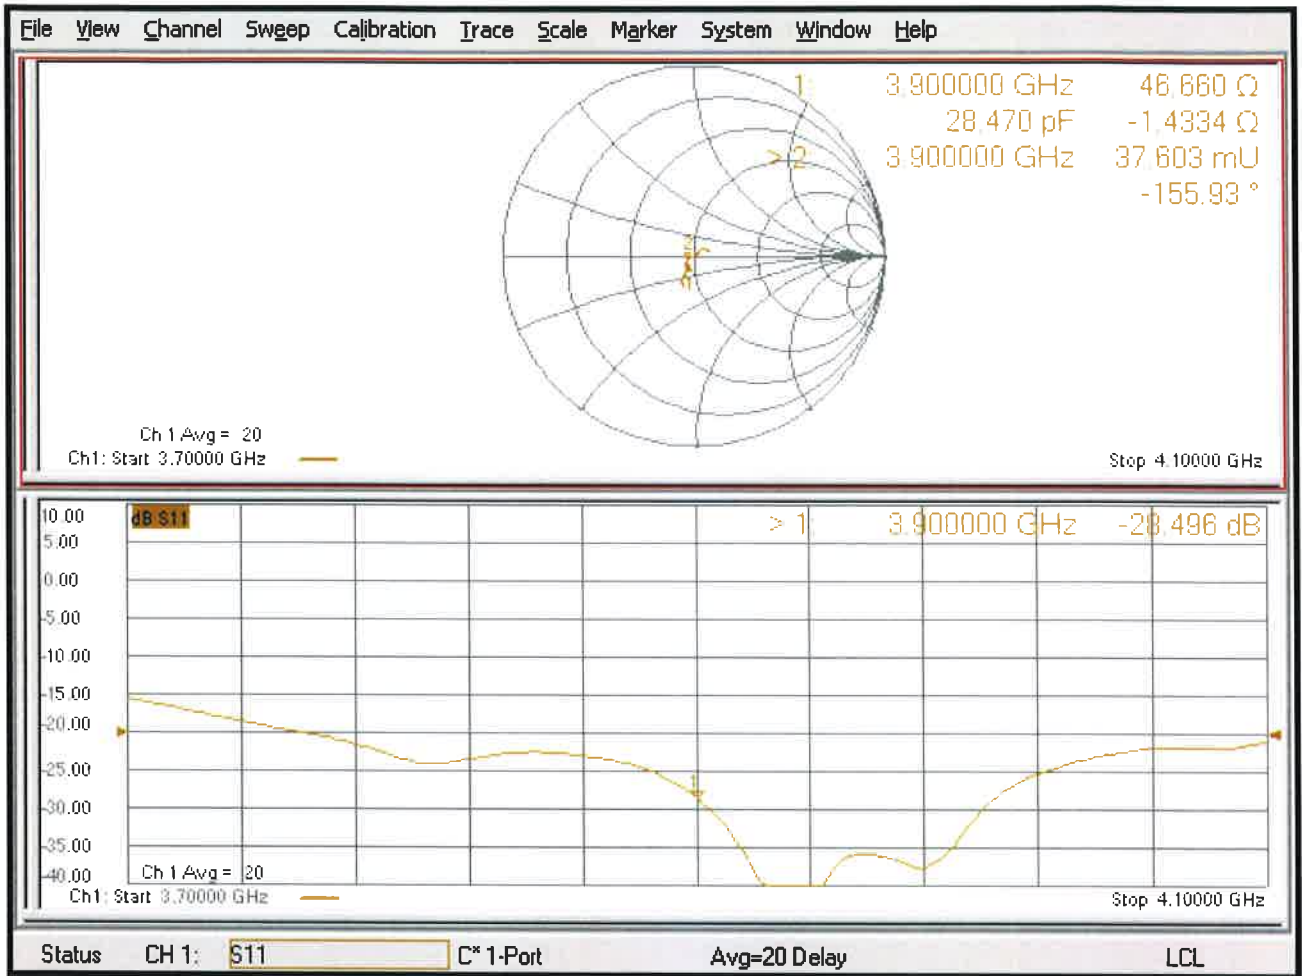 File View Channel Sweep Calibration Trace Scale Marker System Window Help
1: 3.900000 GHz 46.660 Ω
28.470 pF -1.4334 Ω
> 2 3.900000 GHz 37.603 mU
-155.93 °
Ch 1 Avg = 20
Ch1: Start 3.70000 GHz
Stop 4.10000 GHz
10.00
dB S11
> 1: 3.900000 GHz -28.496 dB
5.00
0.00
-5.00
-10.00
-15.00
-20.00
-25.00
-30.00
1
-35.00
-40.00
Ch 1 Avg = 20
Ch1: Start 3.70000 GHz
Stop 4.10000 GHz
Status CH 1: S11 C* 1-Port Avg=20 Delay LCL